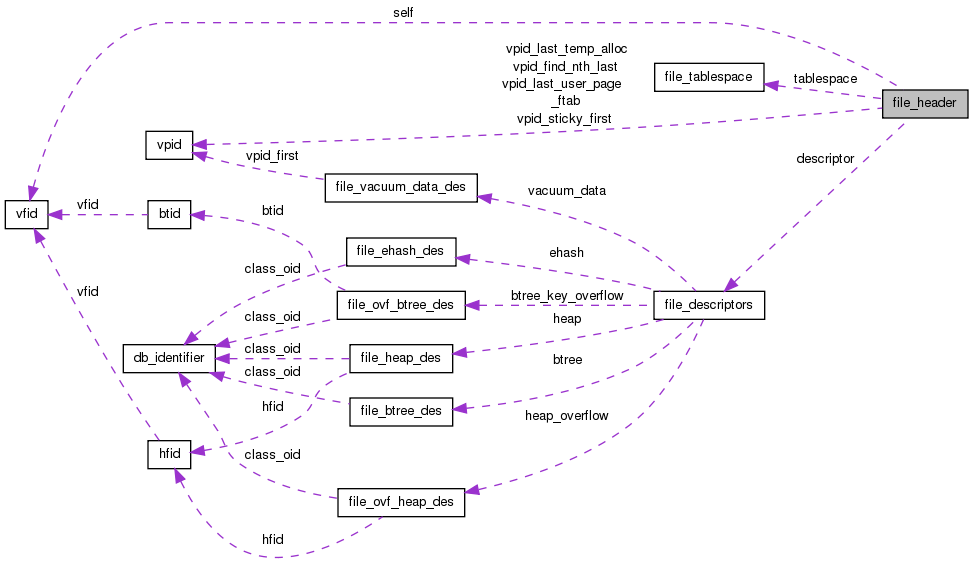 self
vpid_last_temp_alloc
vpid_find_nth_last
vpid_last_user_page
_ftab
vpid_sticky_first
file_tablespace
tablespace
file_header
vpid
vpid_first
descriptor
file_vacuum_data_des
vacuum_data
vfid
vfid
btid
btid
file_ehash_des
ehash
class_oid
vfid
file_ovf_btree_des
btree_key_overflow
file_descriptors
class_oid
heap
db_identifier
class_oid
file_heap_des
btree
class_oid
hfid
file_btree_des
heap_overflow
hfid
class_oid
file_ovf_heap_des
hfid